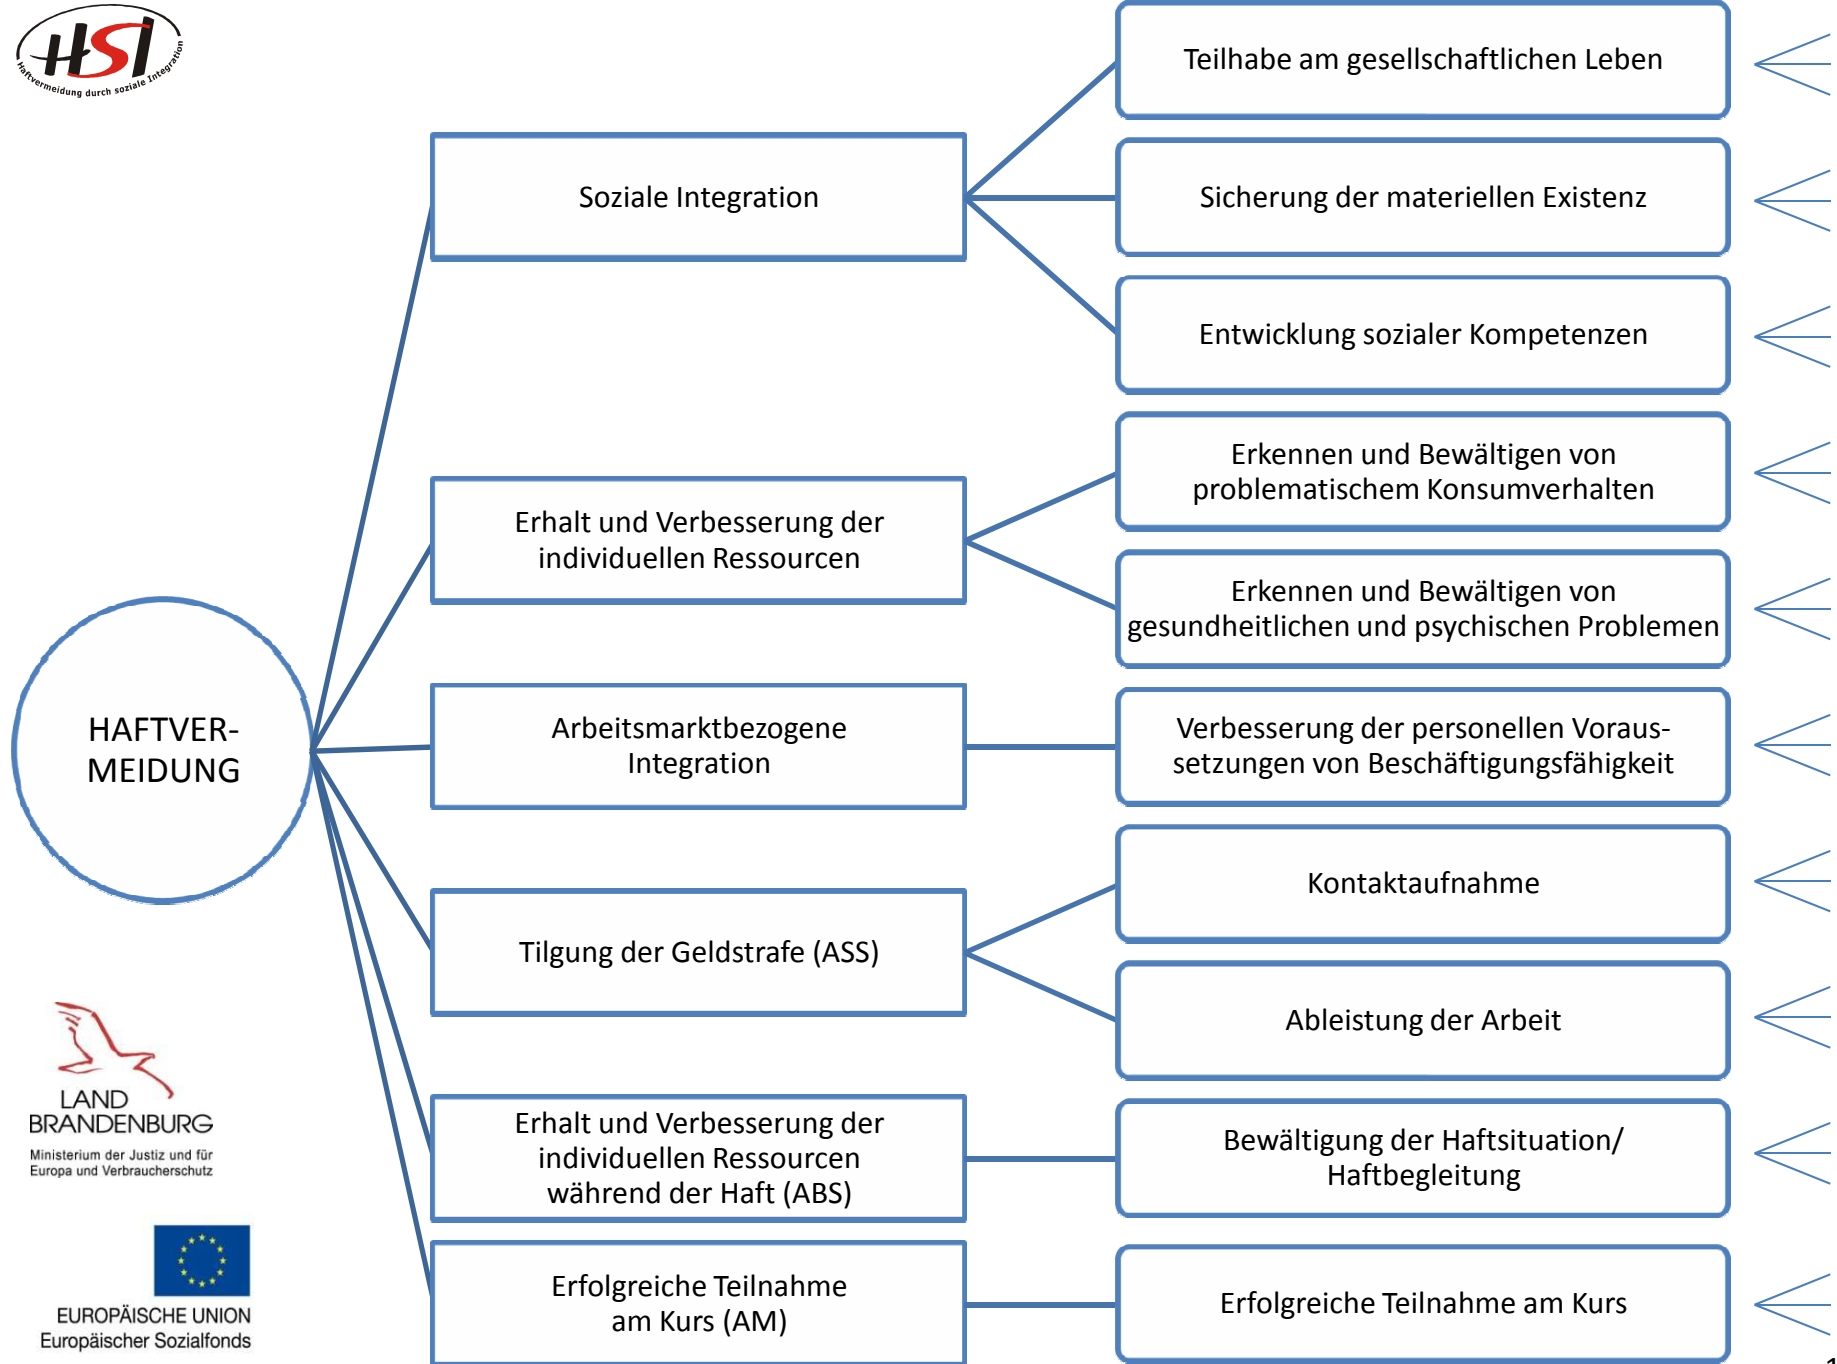 HSI
Haftvermeidung durch soziale Integration
Teilhabe am gesellschaftlichen Leben
Soziale Integration
Sicherung der materiellen Existenz
Entwicklung sozialer Kompetenzen
Erkennen und Bewältigen von
problematischem Konsumverhalten
Erhalt und Verbesserung der
individuellen Ressourcen
Erkennen und Bewältigen von
gesundheitlichen und psychischen Problemen
HAFTVER-
MEIDUNG
Arbeitsmarktbezogene
Integration
Verbesserung der personellen Voraus-
setzungen von Beschäftigungsfähigkeit
Kontaktaufnahme
Tilgung der Geldstrafe (ASS)
Ableistung der Arbeit
LAND
BRANDENBURG
Ministerium der Justiz und für
Europa und Verbraucherschutz
Erhalt und Verbesserung der
individuellen Ressourcen
während der Haft (ABS)
Bewältigung der Haftsituation/
Haftbegleitung
EUROPÄISCHE UNION
Europäischer Sozialfonds
Erfolgreiche Teilnahme
am Kurs (AM)
Erfolgreiche Teilnahme am Kurs